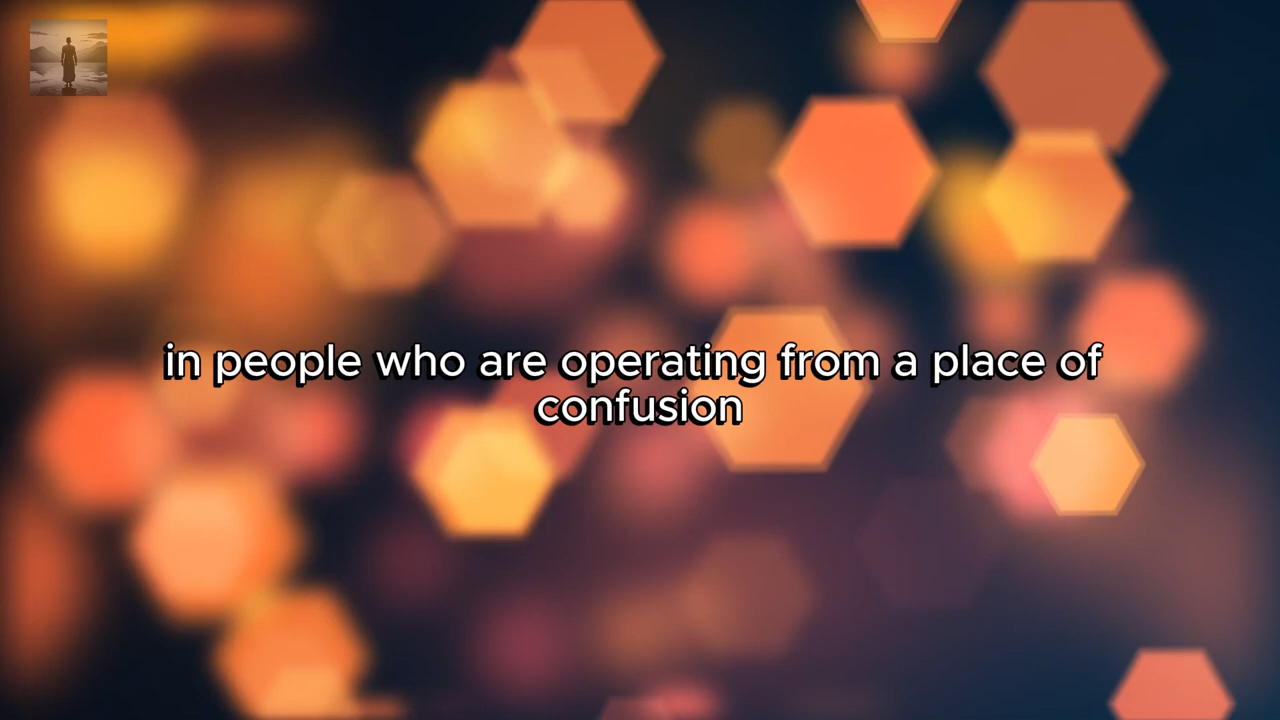 in people who are operating from a place of
confusion